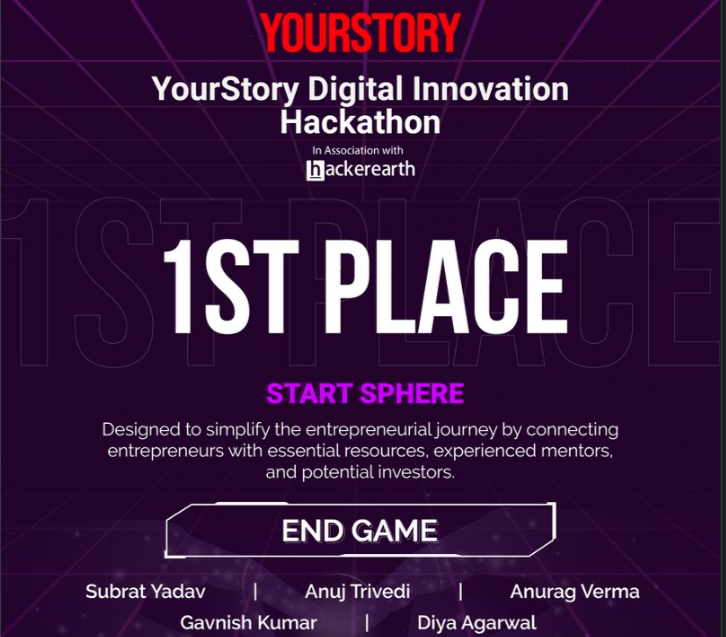 YOURSTORY
YourStory Digital Innovation
Hackathon
In Association with
hackerearth
1ST PLACE
1ST PLACE
START SPHERE
Designed to simplify the entrepreneurial journey by connecting
entrepreneurs with essential resources, experienced mentors,
and potential investors.
END GAME
Subrat Yadav | Anuj Trivedi | Anurag Verma
Gavnish Kumar | Diya Agarwal